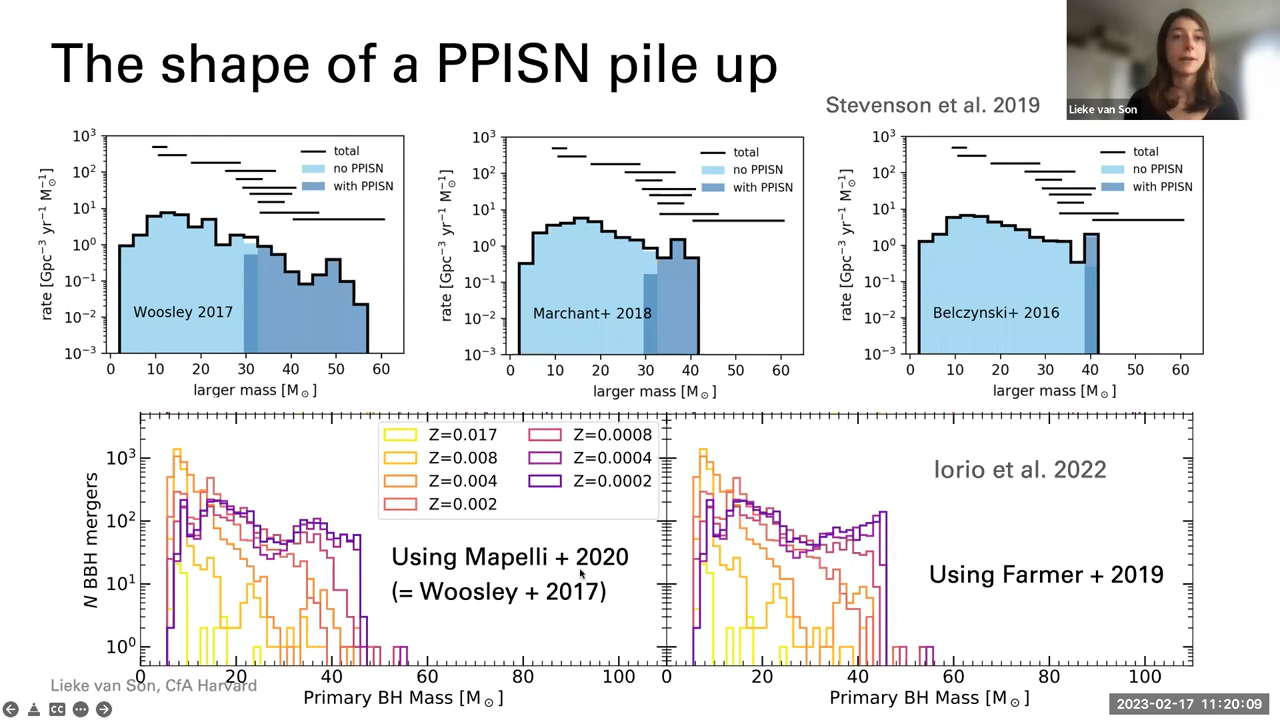 The shape of a PPISN pile up
Lieke van Son
Stevenson et al. 2019
10³
10²
10¹
10⁰
10⁻¹
10⁻²
10⁻³
rate [Gpc⁻³ yr⁻¹ M⊙⁻¹]
total
no PPISN
with PPISN
Woosley 2017
0 10 20 30 40 50 60
larger mass [M⊙]
10³
10²
10¹
10⁰
10⁻¹
10⁻²
10⁻³
rate [Gpc⁻³ yr⁻¹ M⊙⁻¹]
total
no PPISN
with PPISN
Marchant+ 2018
0 10 20 30 40 50 60
larger mass [M⊙]
10³
10²
10¹
10⁰
10⁻¹
10⁻²
10⁻³
rate [Gpc⁻³ yr⁻¹ M⊙⁻¹]
total
no PPISN
with PPISN
Belczynski+ 2016
0 10 20 30 40 50 60
larger mass [M⊙]
10³
10²
10¹
10⁰
N BBH mergers
Z=0.017
Z=0.008
Z=0.004
Z=0.002
Z=0.0008
Z=0.0004
Z=0.0002
Using Mapelli + 2020
(= Woosley + 2017)
0 20 40 60 80 100
Primary BH Mass [M⊙]
Iorio et al. 2022
Using Farmer + 2019
0 20 40 60 80 100
Primary BH Mass [M⊙]
Lieke van Son, CfA Harvard
CC
2023-02-17 11:20:09